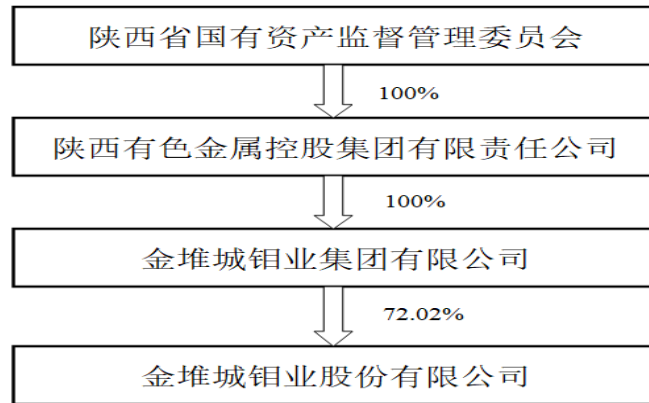 陕西省国有资产监督管理委员会
100%
陕西有色金属控股集团有限责任公司
100%
金堆城钼业集团有限公司
72.02%
金堆城钼业股份有限公司